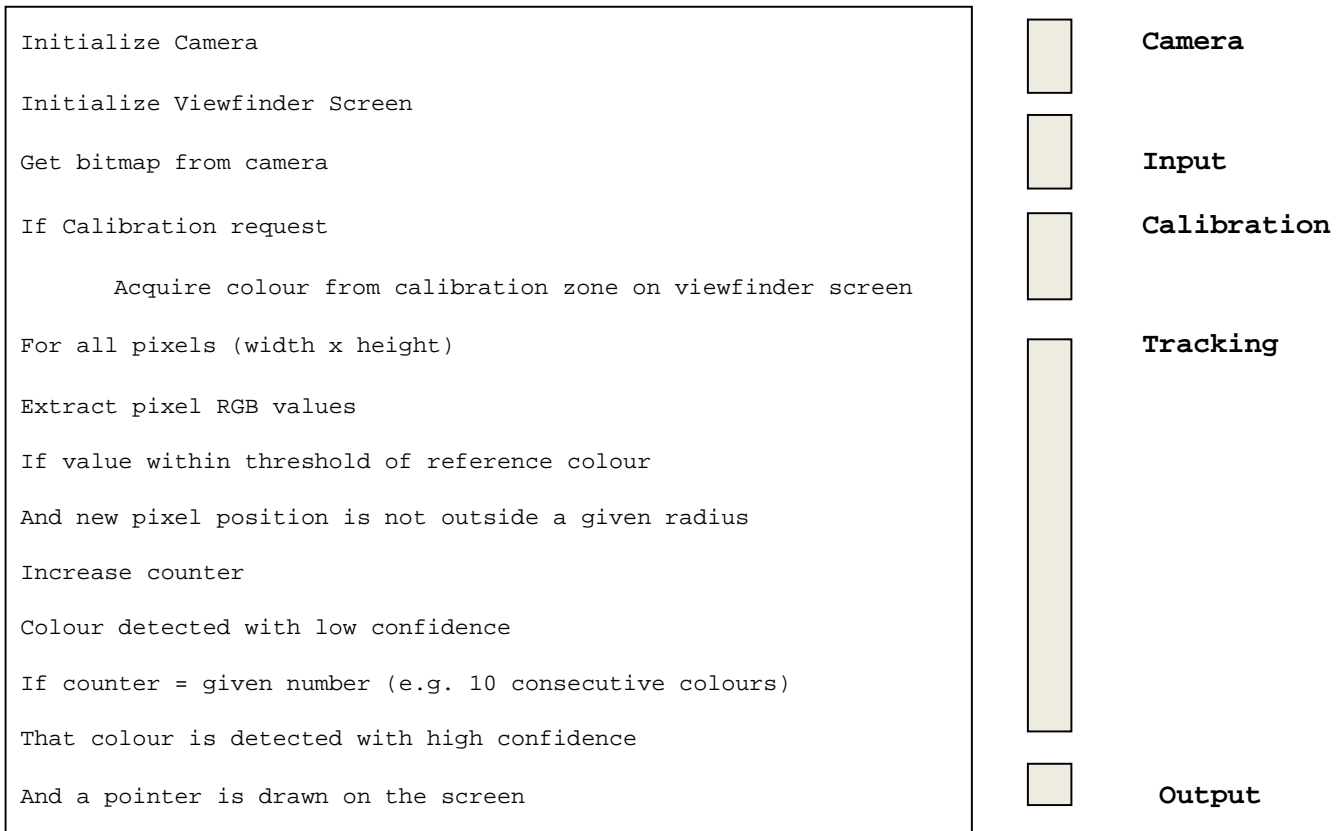 Initialize Camera
Camera
Initialize Viewfinder Screen
Get bitmap from camera
Input
If Calibration request
Calibration
Acquire colour from calibration zone on viewfinder screen
For all pixels (width x height)
Tracking
Extract pixel RGB values
If value within threshold of reference colour
And new pixel position is not outside a given radius
Increase counter
Colour detected with low confidence
If counter = given number (e.g. 10 consecutive colours)
That colour is detected with high confidence
And a pointer is drawn on the screen
Output